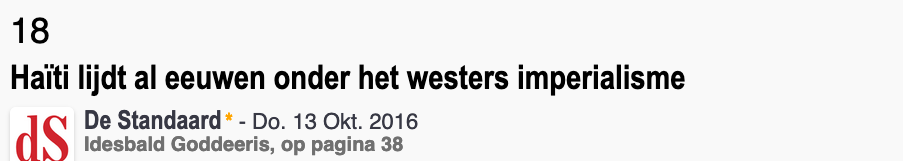 18
Haïti lijdt al eeuwen onder het westers imperialisme
dS
De Standaard * - Do. 13 Okt. 2016
Idesbald Goddeeris, op pagina 38